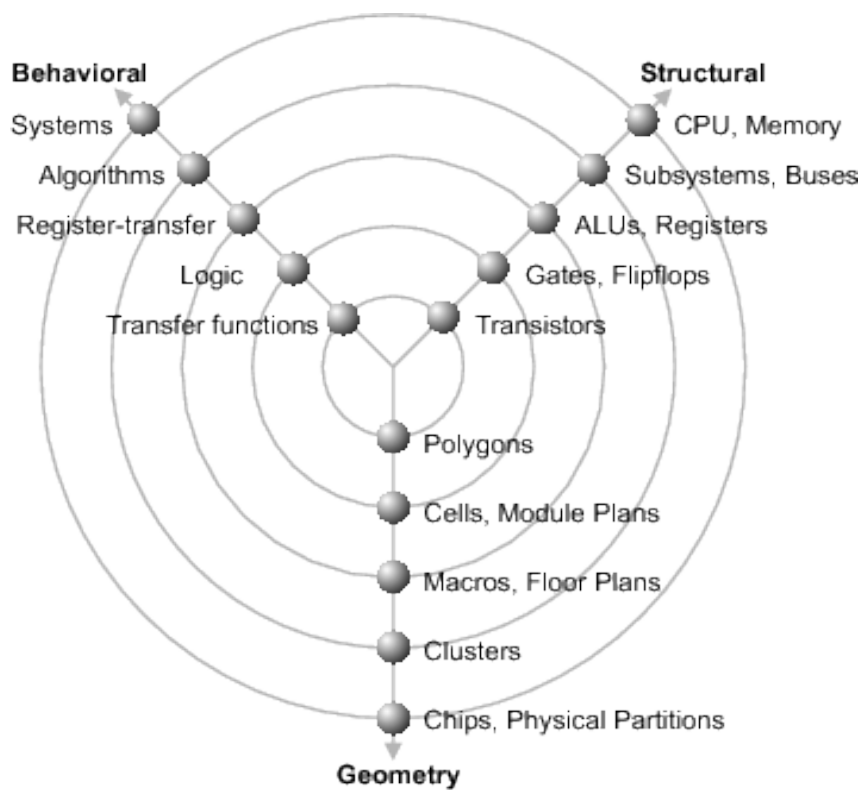 Behavioral
Structural
Systems
CPU, Memory
Algorithms
Subsystems, Buses
Register-transfer
ALUs, Registers
Logic
Gates, Flipflops
Transfer functions
Transistors
Polygons
Cells, Module Plans
Macros, Floor Plans
Clusters
Chips, Physical Partitions
Geometry